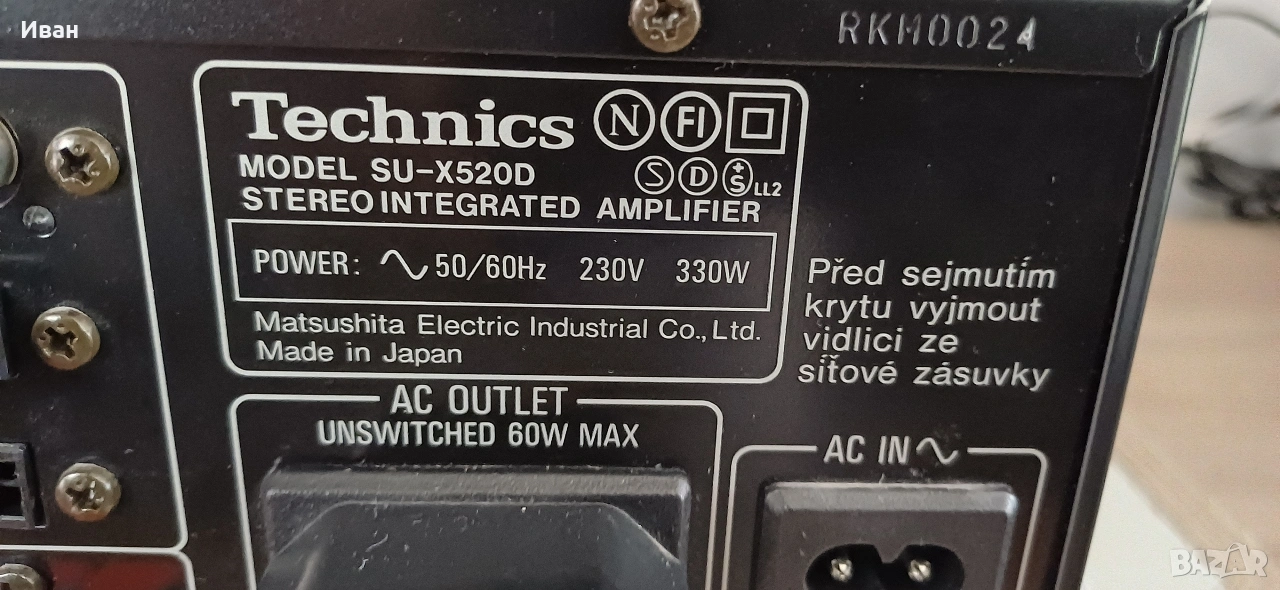 Иван
RKM0024
Technics N FI
MODEL SU-X520D S D S LL2
STEREO INTEGRATED AMPLIFIER
POWER: 50/60Hz 230V 330W
Matsushita Electric Industrial Co., Ltd.
Made in Japan
Před sejmutím
krytu vyjmout
vidlici ze
síťové zásuvky
AC OUTLET
UNSWITCHED 60W MAX
AC IN
BAZAR